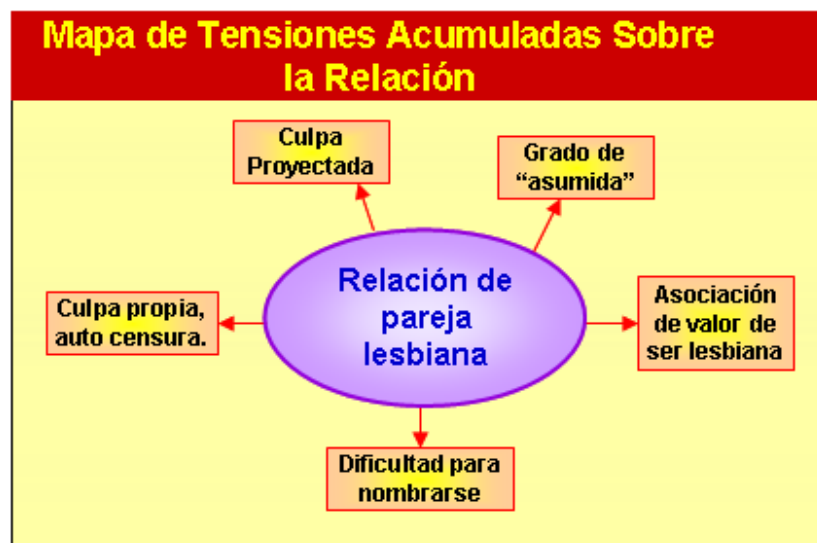 Mapa de Tensiones Acumuladas Sobre
la Relación
Culpa
Proyectada
Grado de
“asumida”
Relación de
pareja
lesbiana
Culpa propia,
auto censura.
Asociación
de valor de
ser lesbiana
Dificultad para
nombrarse